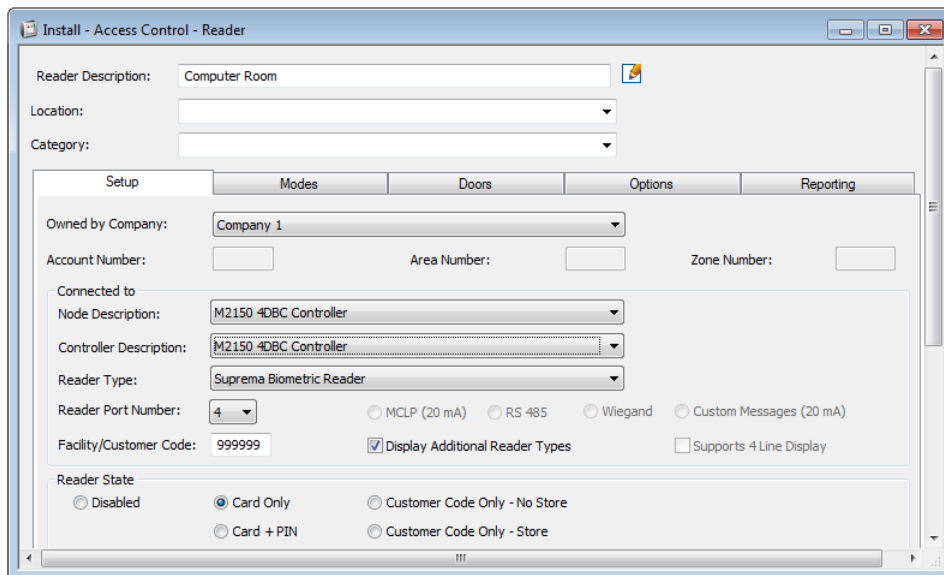 Install - Access Control - Reader
Reader Description: Computer Room
Location:
Category:
Setup Modes Doors Options Reporting
Owned by Company: Company 1
Account Number: Area Number: Zone Number:
Connected to
Node Description: M2150 4DBC Controller
Controller Description: M2150 4DBC Controller
Reader Type: Suprema Biometric Reader
Reader Port Number: 4 MCLP (20 mA) RS 485 Wiegand Custom Messages (20 mA)
Facility/Customer Code: 999999 Display Additional Reader Types Supports 4 Line Display
Reader State
Disabled Card Only Customer Code Only - No Store
Card + PIN Customer Code Only - Store